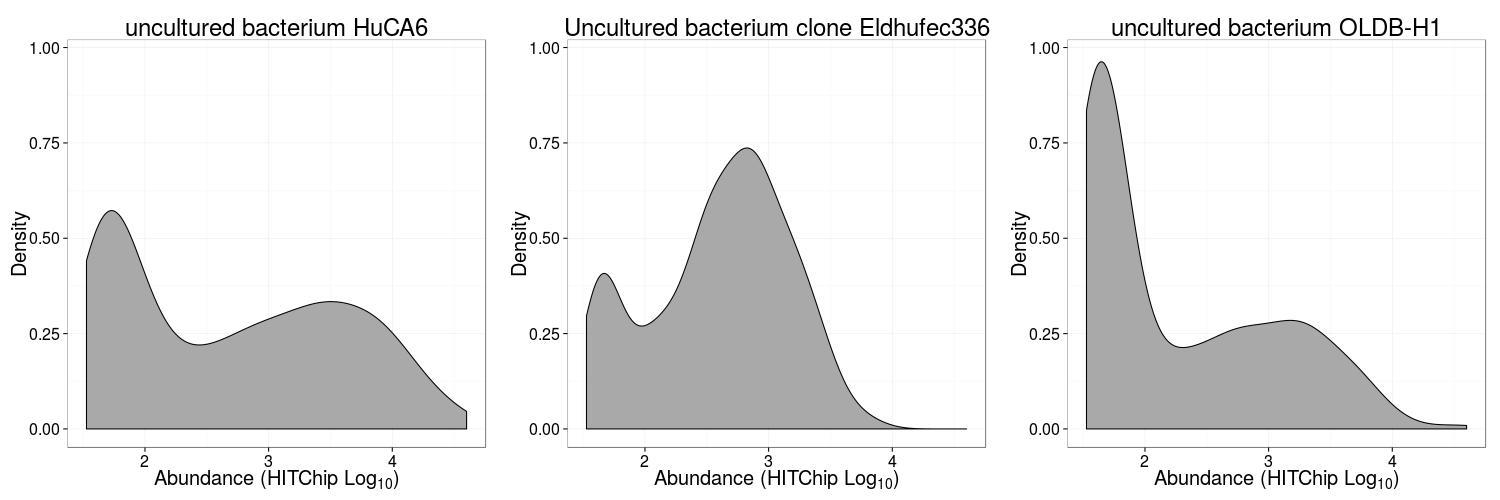 uncultured bacterium HuCA6
1.00
0.75
0.50
0.25
0.00
Density
2 3 4
Abundance (HITChip Log10)
Uncultured bacterium clone Eldhufec336
1.00
0.75
0.50
0.25
0.00
Density
2 3 4
Abundance (HITChip Log10)
uncultured bacterium OLDB-H1
1.00
0.75
0.50
0.25
0.00
Density
2 3 4
Abundance (HITChip Log10)